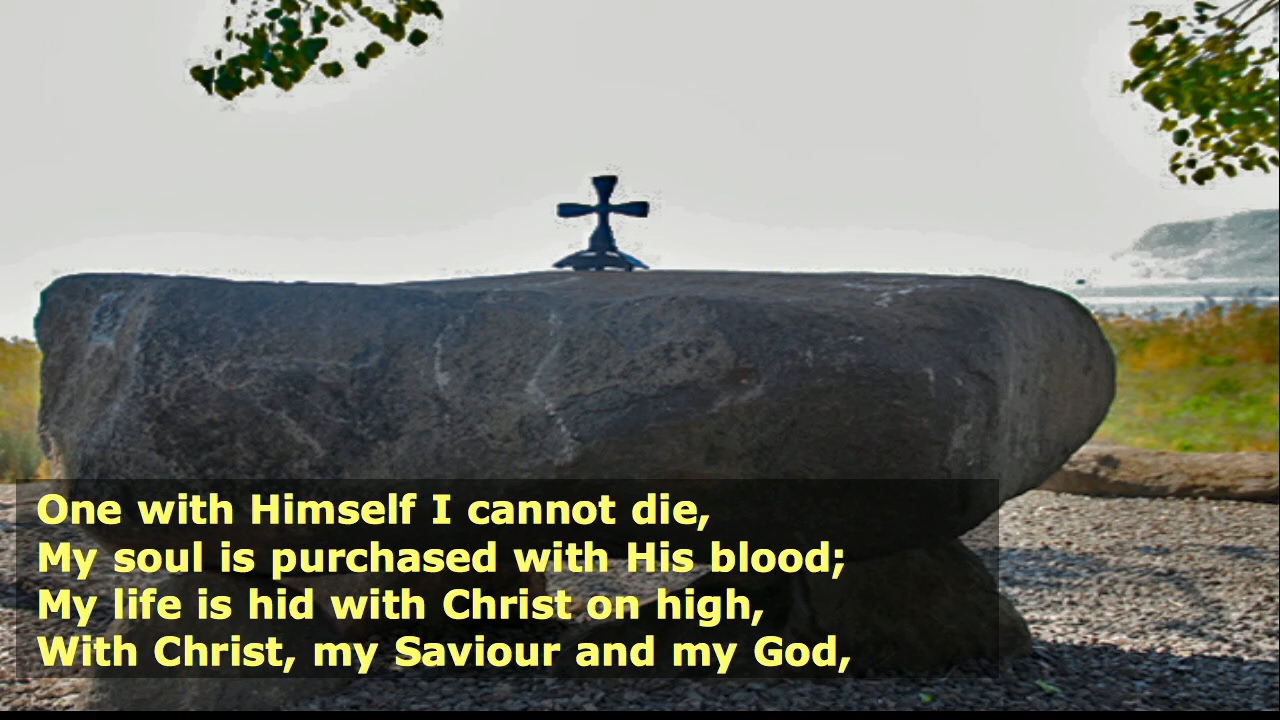 One with Himself I cannot die,
My soul is purchased with His blood;
My life is hid with Christ on high,
With Christ, my Saviour and my God,